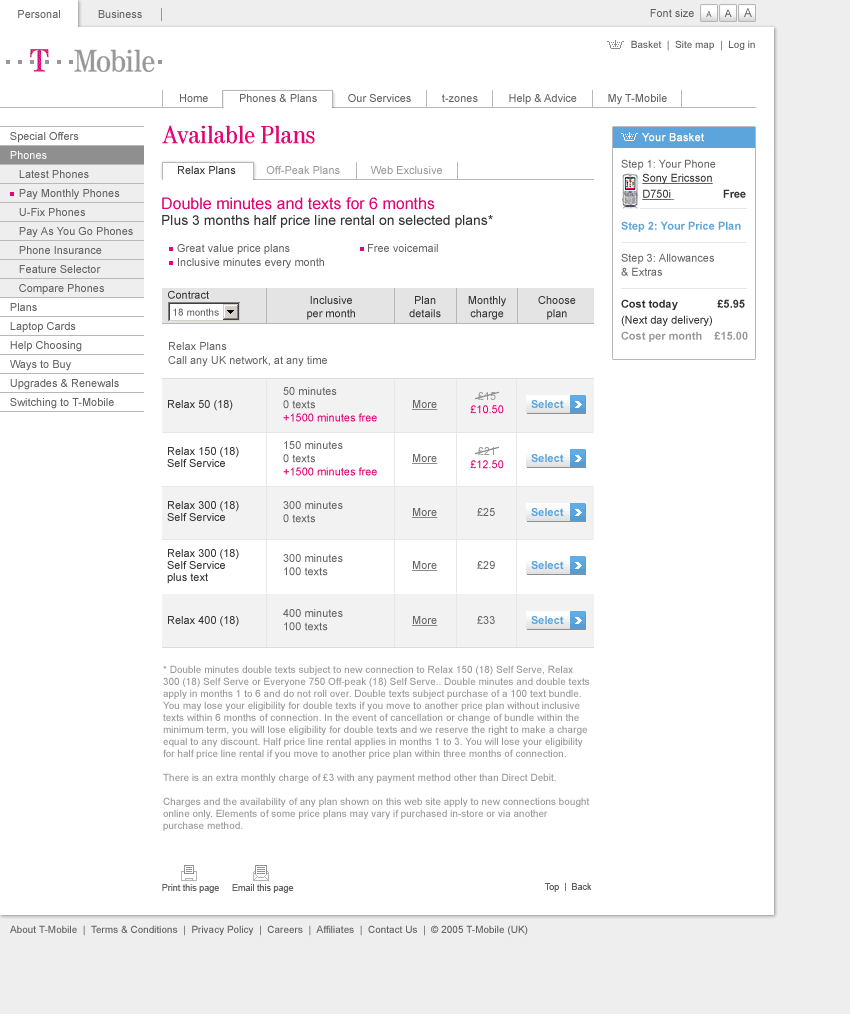 Personal
Business
Font size A A A
Basket | Site map | Log in
T Mobile
Home
Phones & Plans
Our Services
t-zones
Help & Advice
My T-Mobile
Special Offers
Phones
Latest Phones
Pay Monthly Phones
U-Fix Phones
Pay As You Go Phones
Phone Insurance
Feature Selector
Compare Phones
Plans
Laptop Cards
Help Choosing
Ways to Buy
Upgrades & Renewals
Switching to T-Mobile
Available Plans
Relax Plans
Off-Peak Plans
Web Exclusive
Double minutes and texts for 6 months
Plus 3 months half price line rental on selected plans*
Great value price plans
Free voicemail
Inclusive minutes every month
Contract
18 months
Inclusive
per month
Plan
details
Monthly
charge
Choose
plan
Relax Plans
Call any UK network, at any time
Relax 50 (18)
50 minutes
0 texts
+1500 minutes free
More
£15
£10.50
Select
Relax 150 (18)
Self Service
150 minutes
0 texts
+1500 minutes free
More
£21
£12.50
Select
Relax 300 (18)
Self Service
300 minutes
0 texts
More
£25
Select
Relax 300 (18)
Self Service
plus text
300 minutes
100 texts
More
£29
Select
Relax 400 (18)
400 minutes
100 texts
More
£33
Select
* Double minutes double texts subject to new connection to Relax 150 (18) Self Serve, Relax
300 (18) Self Serve or Everyone 750 Off-peak (18) Self Serve.. Double minutes and double texts
apply in months 1 to 6 and do not roll over. Double texts subject purchase of a 100 text bundle.
You may lose your eligibility for double texts if you move to another price plan without inclusive
texts within 6 months of connection. In the event of cancellation or change of bundle within the
minimum term, you will lose eligibility for double texts and we reserve the right to make a charge
equal to any discount. Half price line rental applies in months 1 to 3. You will lose your eligibility
for half price line rental if you move to another price plan within three months of connection.
There is an extra monthly charge of £3 with any payment method other than Direct Debit.
Charges and the availability of any plan shown on this web site apply to new connections bought
online only, Elements of some price plans may vary if purchased in-store or via another
purchase method.
Print this page
Email this page
Top | Back
Your Basket
Step 1: Your Phone
Sony Ericsson
D750i
Free
Step 2: Your Price Plan
Step 3: Allowances
& Extras
Cost today £5.95
(Next day delivery)
Cost per month £15.00
About T-Mobile | Terms & Conditions | Privacy Policy | Careers | Affiliates | Contact Us | © 2005 T-Mobile (UK)